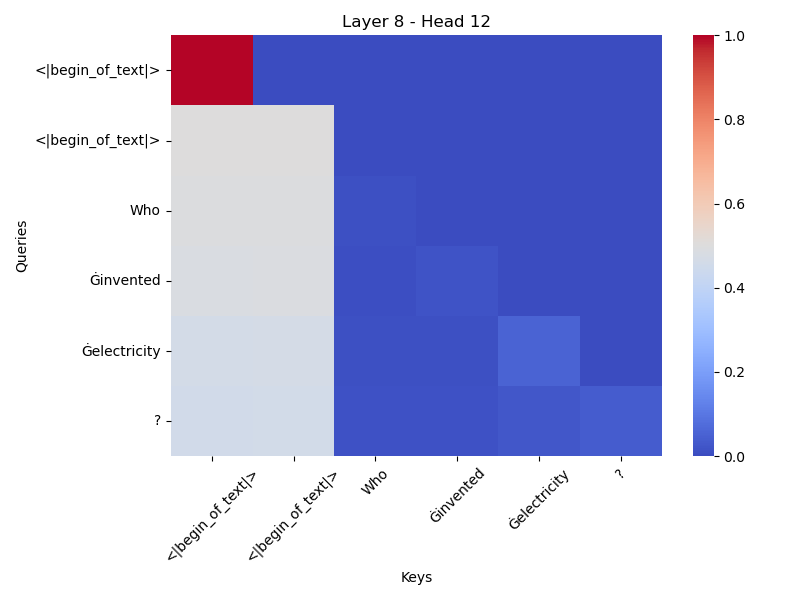 Layer 8 - Head 12
<|begin_of_text|>
<|begin_of_text|>
Who
Ġinvented
Ġelectricity
?
Queries
<|begin_of_text|>
<|begin_of_text|>
Who
Ġinvented
Ġelectricity
?
Keys
1.0
0.8
0.6
0.4
0.2
0.0